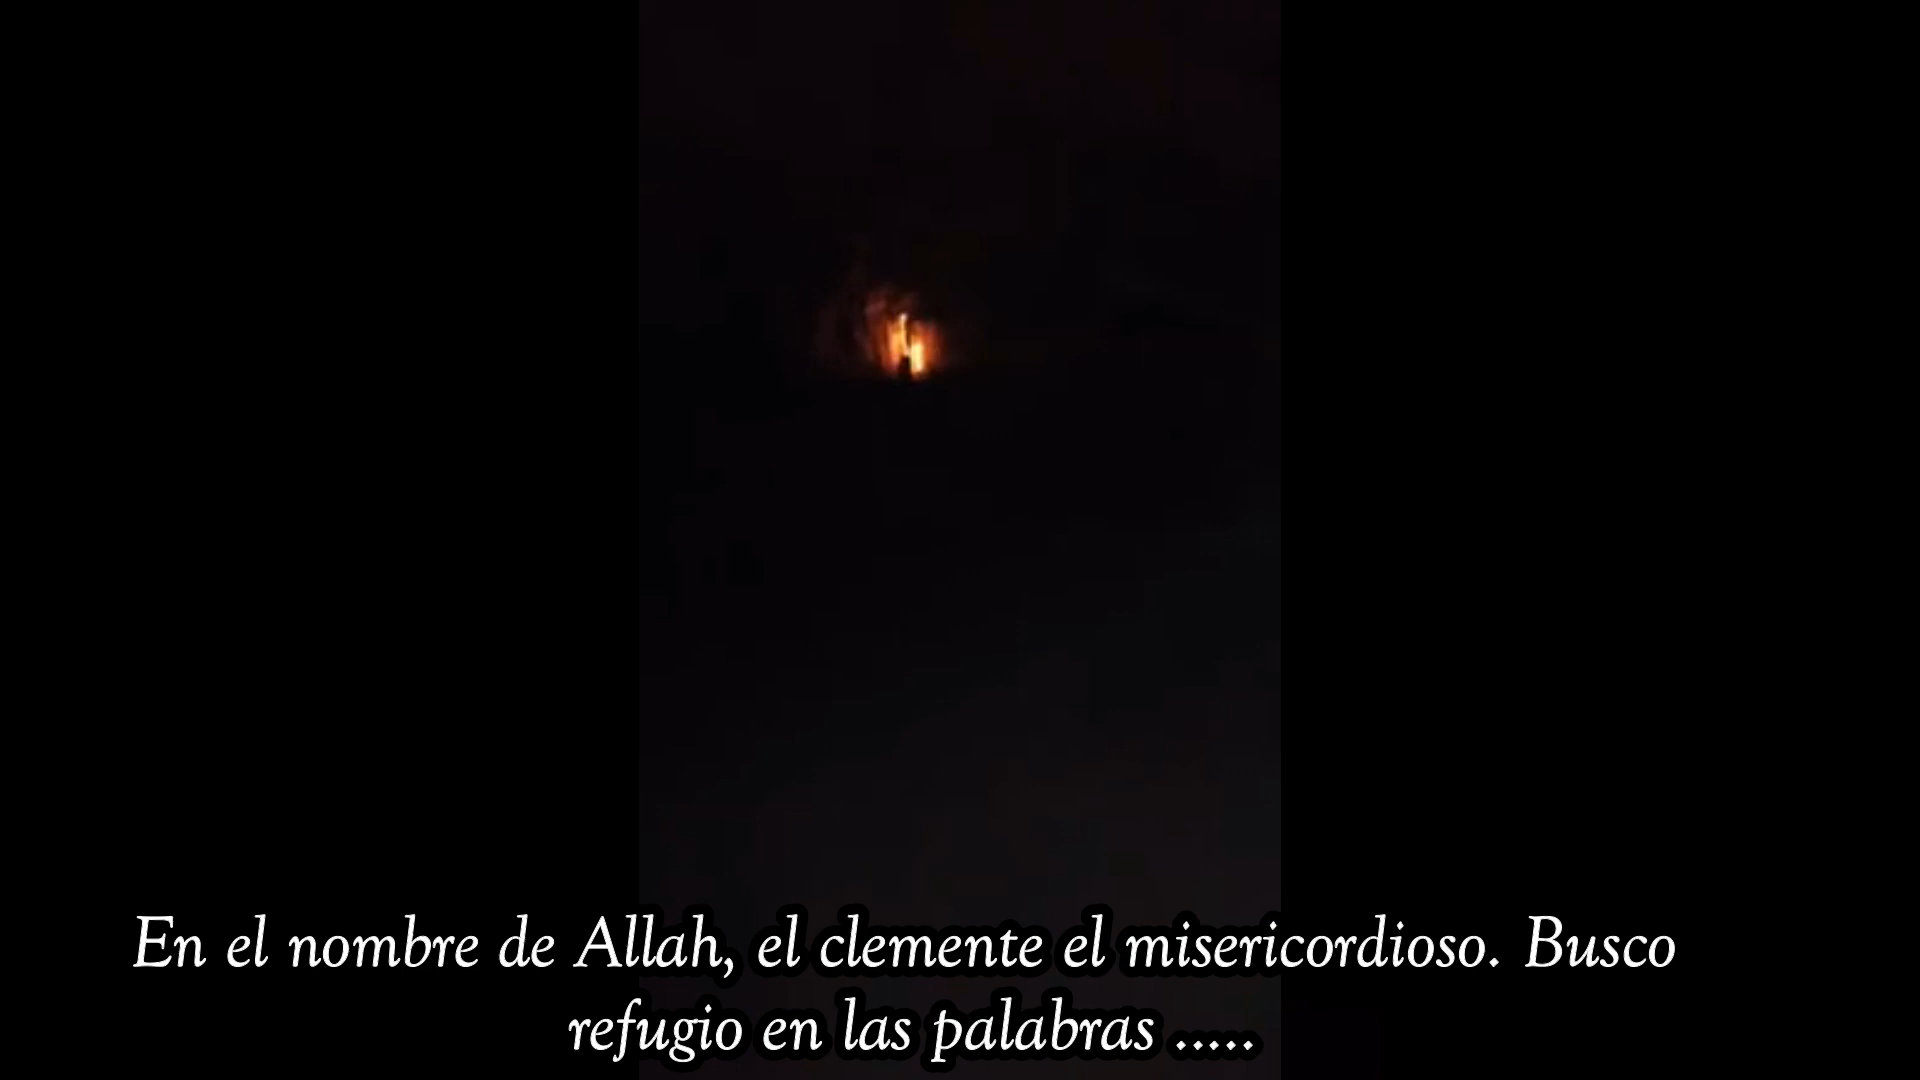 En el nombre de Allah, el clemente el misericordioso. Busco
refugio en las palabras .....